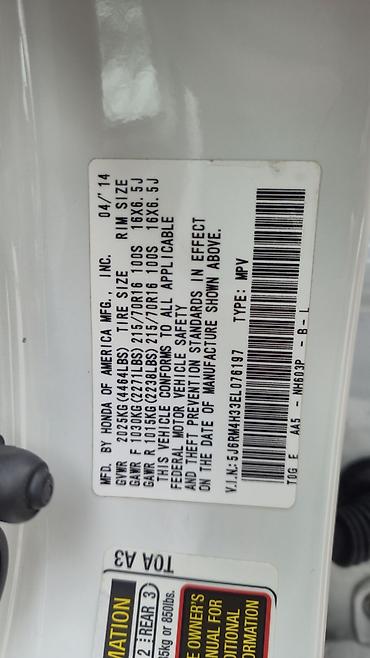 MFD. BY HONDA OF AMERICA MFG., INC. 04/'14
GVWR 2025KG(4464LBS) TIRE SIZE RIM SIZE
GAWR F 1030KG(2271LBS) 215/70R16 100S 16X6.5J
GAWR R 1015KG(2238LBS) 215/70R16 100S 16X6.5J
THIS VEHICLE CONFORMS TO ALL APPLICABLE
FEDERAL MOTOR VEHICLE SAFETY
AND THEFT PREVENTION STANDARDS IN EFFECT
ON THE DATE OF MANUFACTURE SHOWN ABOVE.
V.I.N.: 5J6RM4H33EL076197 TYPE: MPV
T0G E AA5 - NH603P - B - L
T0A A3
MATION
2 REAR 3
5kg or 850lbs.
E OWNER'S
NUAL FOR
DITIONAL
ORMATION